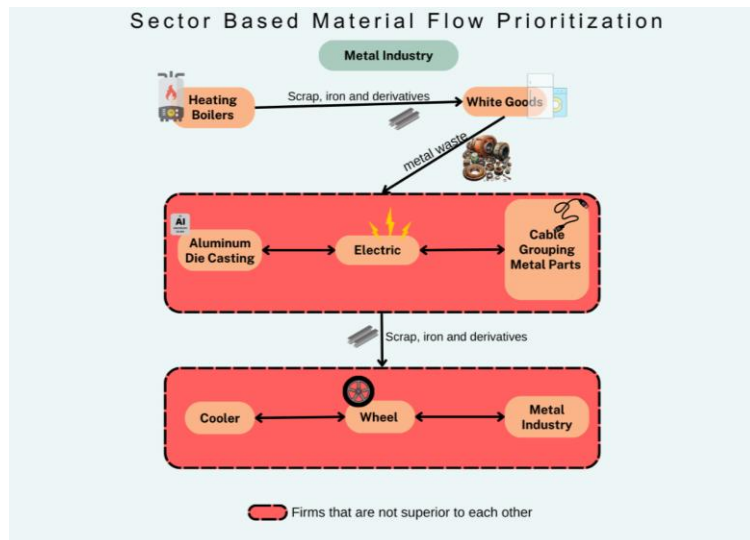 Sector Based Material Flow Prioritization
Metal Industry
Heating
Boilers
Scrap, iron and derivatives
White Goods
metal waste
Al
Aluminum
Die Casting
Electric
Cable
Grouping
Metal Parts
Scrap, iron and derivatives
Cooler
Wheel
Metal
Industry
Firms that are not superior to each other